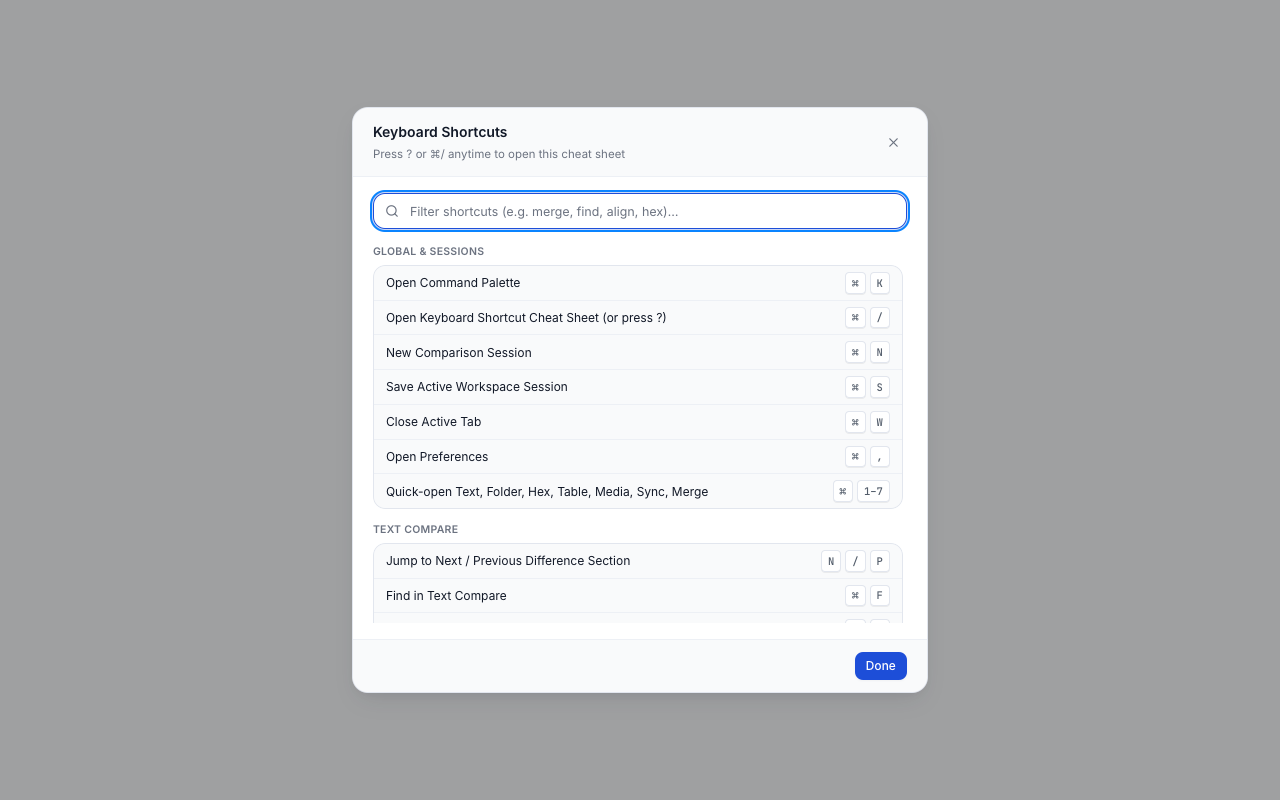 Keyboard Shortcuts
Press ? or ⌘/ anytime to open this cheat sheet
Filter shortcuts (e.g. merge, find, align, hex)...
GLOBAL & SESSIONS
Open Command Palette ⌘ K
Open Keyboard Shortcut Cheat Sheet (or press ?) ⌘ /
New Comparison Session ⌘ N
Save Active Workspace Session ⌘ S
Close Active Tab ⌘ W
Open Preferences ⌘ ,
Quick-open Text, Folder, Hex, Table, Media, Sync, Merge ⌘ 1–7
TEXT COMPARE
Jump to Next / Previous Difference Section N / P
Find in Text Compare ⌘ F
Done